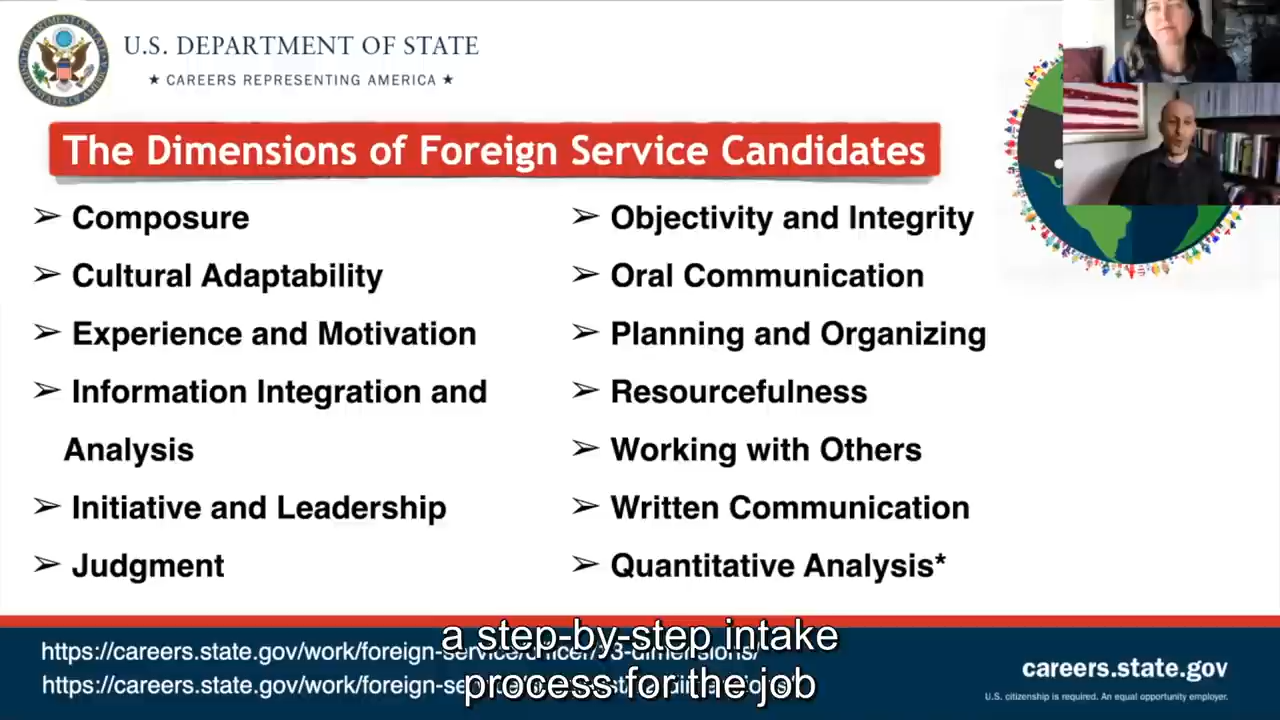 U.S. DEPARTMENT OF STATE
★ CAREERS REPRESENTING AMERICA ★
The Dimensions of Foreign Service Candidates
➢ Composure
➢ Cultural Adaptability
➢ Experience and Motivation
➢ Information Integration and
Analysis
➢ Initiative and Leadership
➢ Judgment
➢ Objectivity and Integrity
➢ Oral Communication
➢ Planning and Organizing
➢ Resourcefulness
➢ Working with Others
➢ Written Communication
➢ Quantitative Analysis*
https://careers.state.gov/work/foreign-service/officer/13-dimensions/
https://careers.state.gov/work/foreign-
a step-by-step intake
process for the job
careers.state.gov
U.S. citizenship is required. An equal opportunity employer.